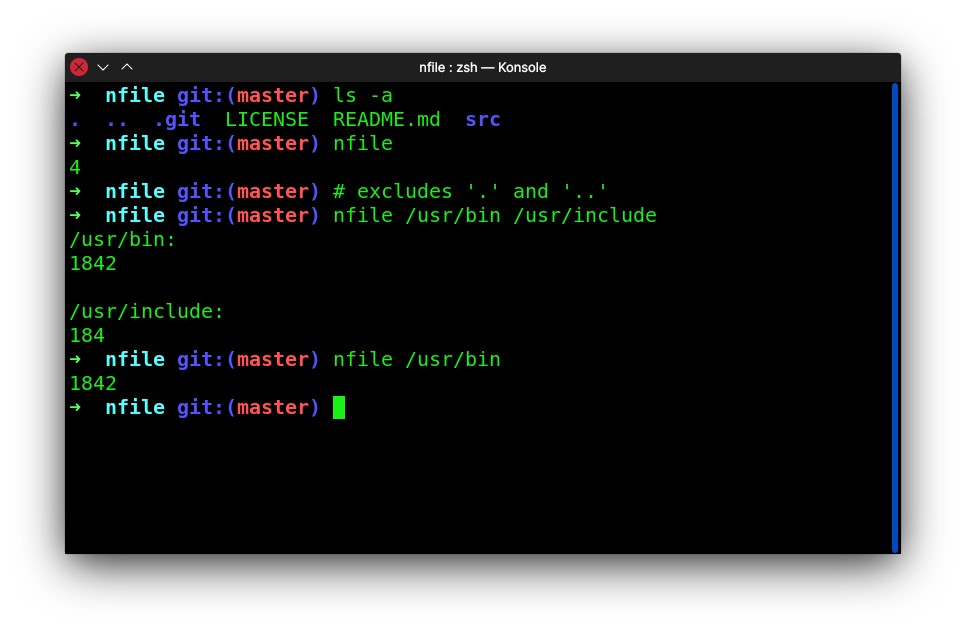 nfile : zsh — Konsole
➜  nfile git:(master) ls -a
.  ..  .git  LICENSE  README.md  src
➜  nfile git:(master) nfile
4
➜  nfile git:(master) # excludes '.' and '..'
➜  nfile git:(master) nfile /usr/bin /usr/include
/usr/bin:
1842

/usr/include:
184
➜  nfile git:(master) nfile /usr/bin
1842
➜  nfile git:(master)